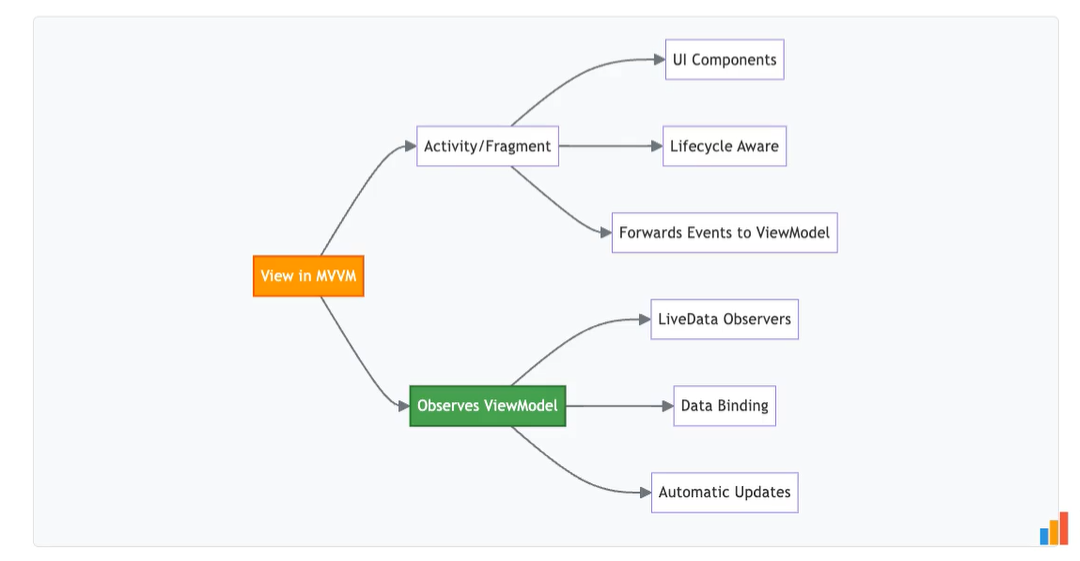 UI Components
Activity/Fragment
Lifecycle Aware
Forwards Events to ViewModel
View in MVVM
LiveData Observers
Observes ViewModel
Data Binding
Automatic Updates